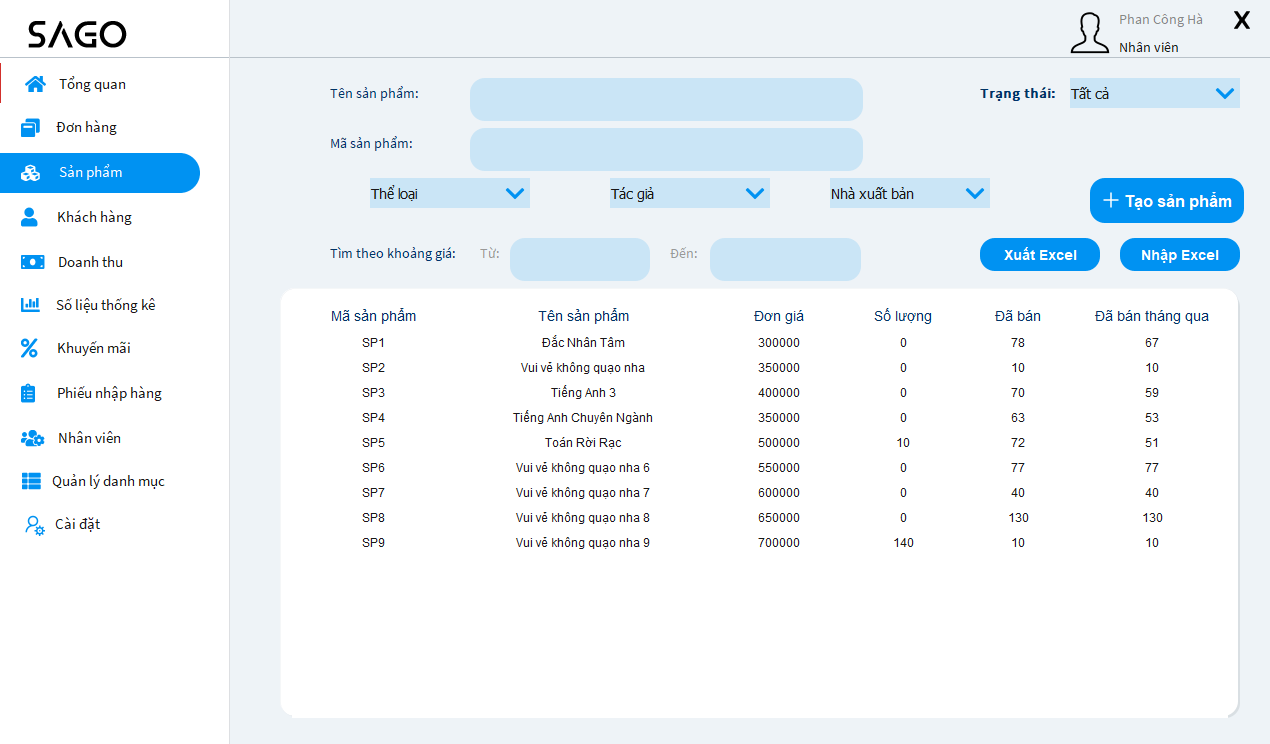 SAGO
Phan Công Hà
X
Nhân viên
Tổng quan
Đơn hàng
Sản phẩm
Khách hàng
Doanh thu
Số liệu thống kê
Khuyến mãi
Phiếu nhập hàng
Nhân viên
Quản lý danh mục
Cài đặt
Tên sản phẩm:
Trạng thái: Tất cả
Mã sản phẩm:
Thể loại Tác giả Nhà xuất bản
+ Tạo sản phẩm
Tìm theo khoảng giá: Từ: Đến:
Xuất Excel Nhập Excel
Mã sản phẩm Tên sản phẩm Đơn giá Số lượng Đã bán Đã bán tháng qua
SP1 Đắc Nhân Tâm 300000 0 78 67
SP2 Vui vẽ không quạo nha 350000 0 10 10
SP3 Tiếng Anh 3 400000 0 70 59
SP4 Tiếng Anh Chuyên Ngành 350000 0 63 53
SP5 Toán Rời Rạc 500000 10 72 51
SP6 Vui vẽ không quạo nha 6 550000 0 77 77
SP7 Vui vẽ không quạo nha 7 600000 0 40 40
SP8 Vui vẽ không quạo nha 8 650000 0 130 130
SP9 Vui vẽ không quạo nha 9 700000 140 10 10